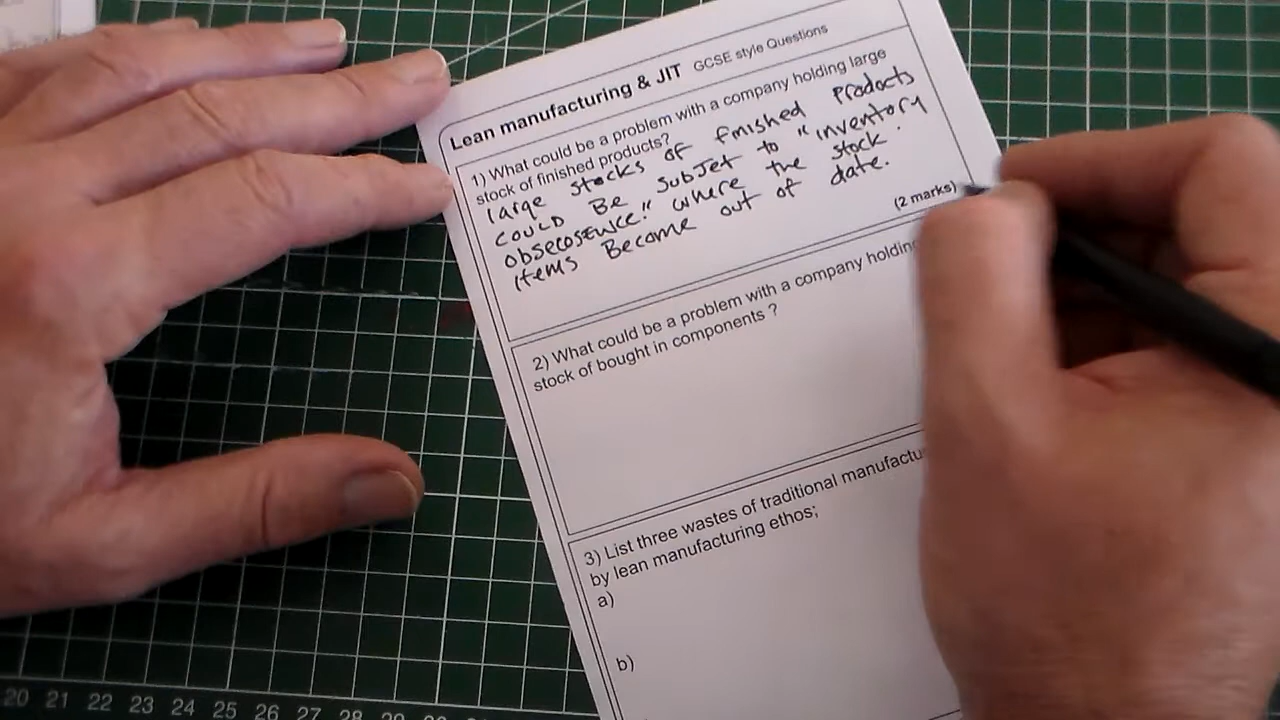 Lean manufacturing & JIT GCSE style Questions
1) What could be a problem with a company holding large
stock of finished products?
large stocks of finished Products
could Be subJet to "inventory
obsecosence." where the stock.
items Become out of date.
(2 marks)
2) What could be a problem with a company holding
stock of bought in components ?
3) List three wastes of traditional manufactu
by lean manufacturing ethos;
a)
b)
20 21 22 23 24 25 26 27 28 29